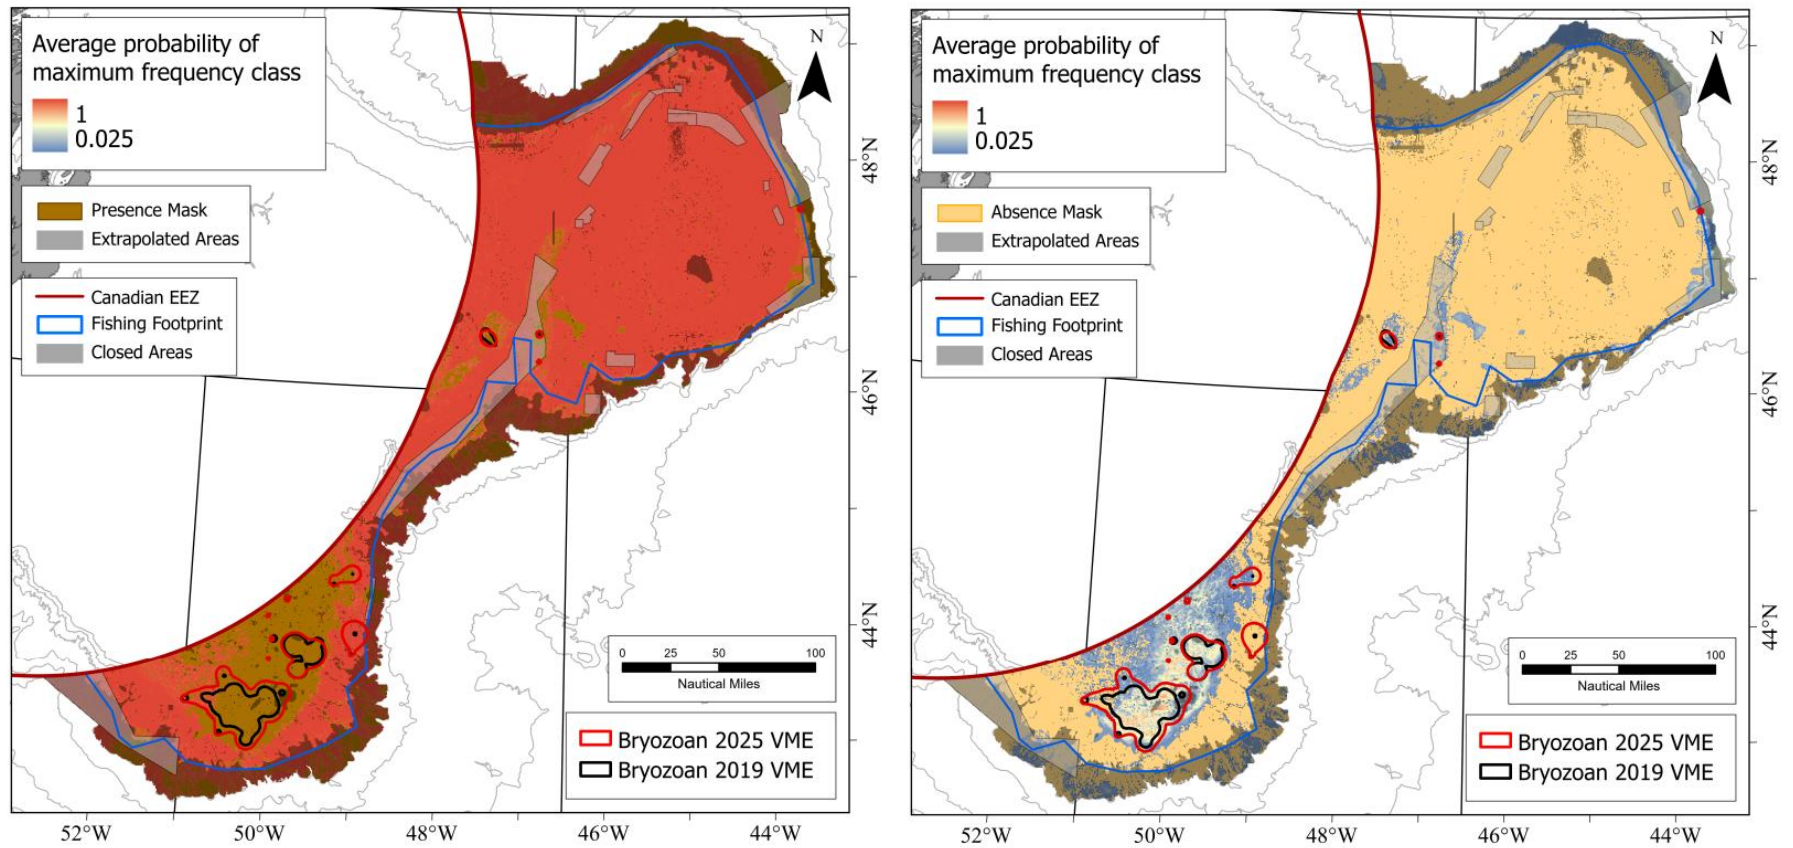 Average probability of
maximum frequency class
1
0.025
Presence Mask
Extrapolated Areas
Canadian EEZ
Fishing Footprint
Closed Areas
N
48°N
46°N
44°N
0 25 50 100
Nautical Miles
Bryozoan 2025 VME
Bryozoan 2019 VME
52°W 50°W 48°W 46°W 44°W
Average probability of
maximum frequency class
1
0.025
Absence Mask
Extrapolated Areas
Canadian EEZ
Fishing Footprint
Closed Areas
N
48°N
46°N
44°N
0 25 50 100
Nautical Miles
Bryozoan 2025 VME
Bryozoan 2019 VME
52°W 50°W 48°W 46°W 44°W